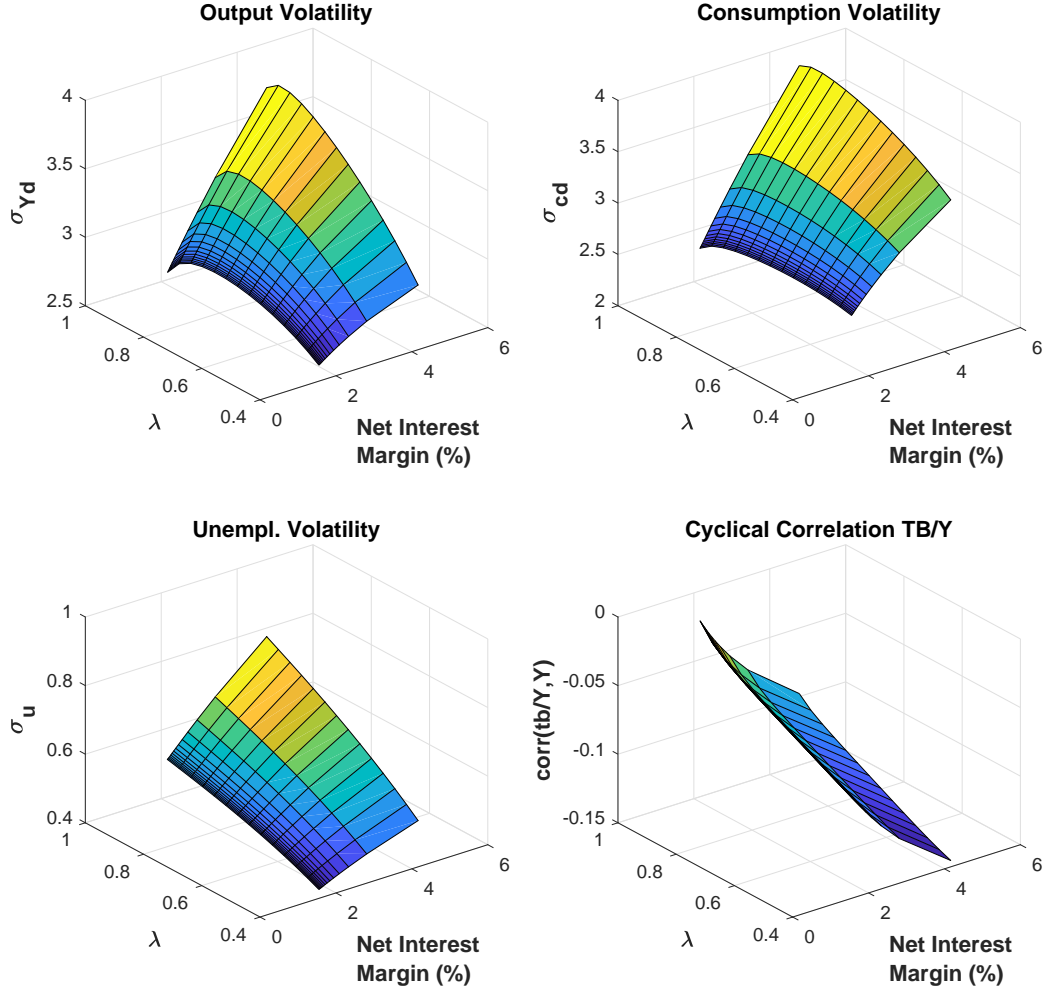 Output Volatility
4
3.5
3
2.5
σYd
1
0.8
0.6
0.4
λ
0
2
4
6
Net Interest
Margin (%)
Consumption Volatility
4
3.5
3
2.5
2
σcd
1
0.8
0.6
0.4
λ
0
2
4
6
Net Interest
Margin (%)
Unempl. Volatility
1
0.8
0.6
0.4
σu
1
0.8
0.6
0.4
λ
0
2
4
6
Net Interest
Margin (%)
Cyclical Correlation TB/Y
0
-0.05
-0.1
-0.15
corr(tb/Y,Y)
1
0.8
0.6
0.4
λ
0
2
4
6
Net Interest
Margin (%)